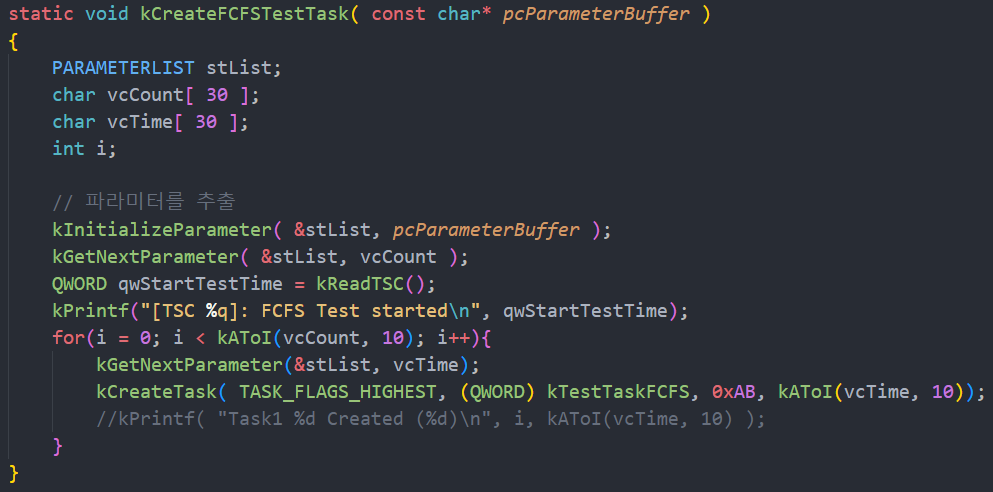 static void kCreateFCFSTestTask( const char* pcParameterBuffer )
{
    PARAMETERLIST stList;
    char vcCount[ 30 ];
    char vcTime[ 30 ];
    int i;

    // 파라미터를 추출
    kInitializeParameter( &stList, pcParameterBuffer );
    kGetNextParameter( &stList, vcCount );
    QWORD qwStartTestTime = kReadTSC();
    kPrintf("[TSC %q]: FCFS Test started\n", qwStartTestTime);
    for(i = 0; i < kAToI(vcCount, 10); i++){
        kGetNextParameter(&stList, vcTime);
        kCreateTask( TASK_FLAGS_HIGHEST, (QWORD) kTestTaskFCFS, 0xAB, kAToI(vcTime, 10));
        //kPrintf( "Task1 %d Created (%d)\n", i, kAToI(vcTime, 10) );
    }
}